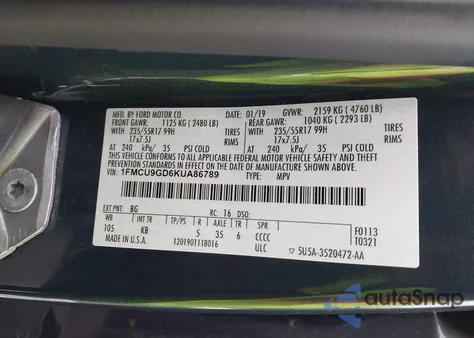 MFD. BY FORD MOTOR CO. 01/19 GVWR: 2159 KG ( 4760 LB)
FRONT GAWR: 1125 KG (2480 LB) REAR GAWR: 1040 KG (2293 LB)
WITH 235/55R17 99H TIRES WITH 235/55R17 99H TIRES
17x7.5J RIMS 17x7.5J RIMS
AT 240 kPa/ 35 PSI COLD AT 240 kPa/ 35 PSI COLD
THIS VEHICLE CONFORMS TO ALL APPLICABLE FEDERAL MOTOR VEHICLE
SAFETY, BUMPER, AND THEFT PREVENTION STANDARDS IN EFFECT ON THE
DATE OF MANUFACTURE SHOWN ABOVE.
VIN: 1FMCU9GD6KUA86789
TYPE:
EXT PNT: BG RC: 16 DSO: F0113
WB INT TR TP/PS R AXLE TR SPR T0321
105 KB 5 35 6 CCCC
MADE IN U.S.A. 1201901118016 ULC 5U5A-3520472-AA
autoSnap